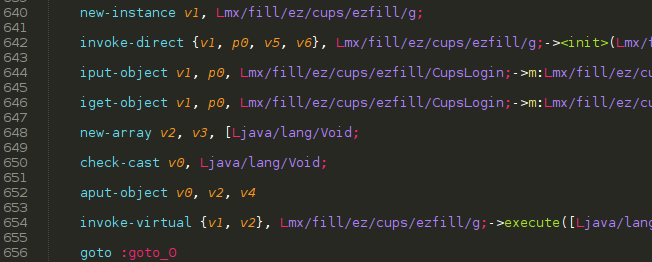 640 new-instance v1, Lmx/fill/ez/cups/ezfill/g;
641
642 invoke-direct {v1, p0, v5, v6}, Lmx/fill/ez/cups/ezfill/g;-><init>(Lmx/f
643
644 iput-object v1, p0, Lmx/fill/ez/cups/ezfill/CupsLogin;->m:Lmx/fill/ez/cu
645
646 iget-object v1, p0, Lmx/fill/ez/cups/ezfill/CupsLogin;->m:Lmx/fill/ez/cu
647
648 new-array v2, v3, [Ljava/lang/Void;
649
650 check-cast v0, Ljava/lang/Void;
651
652 aput-object v0, v2, v4
653
654 invoke-virtual {v1, v2}, Lmx/fill/ez/cups/ezfill/g;->execute([Ljava/lang
655
656 goto :goto_0